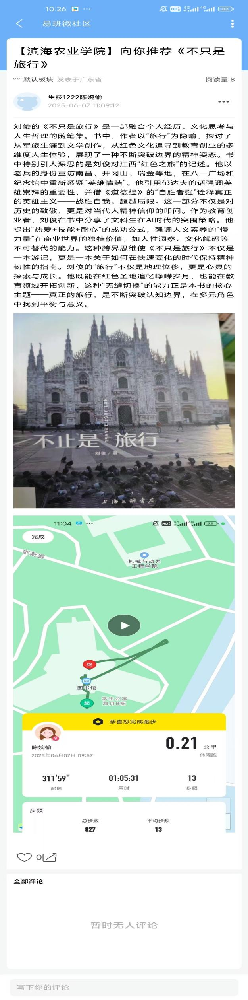 10:26 ··· HD 5G 4G 87
易班微社区
【滨海农业学院】向你推荐《不只是
旅行》
默认板块 发表于广东省 阅读量 8
生技1222陈婉愉
2025-06-07 11:09:12
刘俊的《不只是旅行》是一部融合个人经历、文化思考与
人生哲理的随笔集。书中，作者以“旅行”为隐喻，探讨了
从军旅生涯到文学创作，从红色文化追寻到教育创业的多
维度人生体验，展现了一种不断突破边界的精神姿态。书
中特别引人深思的是刘俊对江西“红色之旅”的记述。他以
老兵的身份重访南昌、井冈山、瑞金等地，在八一广场和
纪念馆中重新系紧“英雄情结”。他引用郁达夫的话强调英
雄崇拜的重要性，并借《道德经》的“自胜者强”诠释真正
的英雄主义——战胜自我、超越局限。这一部分不仅是对
历史的致敬，更是对当代人精神信仰的叩问。作为教育创
业者，刘俊在书中分享了文科生在AI时代的突围策略。他
提出“热爱+技能+耐心”的成功公式，强调人文素养的“慢
力量”在商业世界的独特价值，如人性洞察、文化解码等
不可替代的能力。这种跨界思维使《不只是旅行》不仅是
一本游记，更是一本关于如何在快速变化的时代保持精神
韧性的指南。刘俊的“旅行”不仅是地理位移，更是心灵的
探索与成长。他既能在红色圣地追忆峥嵘岁月，也能在教
育领域开拓创新，这种“无缝切换”的能力正是本书的核心
主题——真正的旅行，是不断突破认知边界，在多元角色
中找到平衡与意义。
NOT JUST TRAVEL
不止是 旅行
刘俊 / 著
上海三联书店
11:04 ··· HD 5G 4G 35
完成
创新路
机械与动力
工程学院
终
图书馆
起
学生公寓
海月B栋
恭喜您完成跑步
陈婉愉
0.21 公里
2025年06月07日 09:57
休闲跑
311'59" 01:05:31 13
配速 用时 步频
步频
总步数 平均步频
827 13
0
全部评论
暂时无人评论
写下你的评论